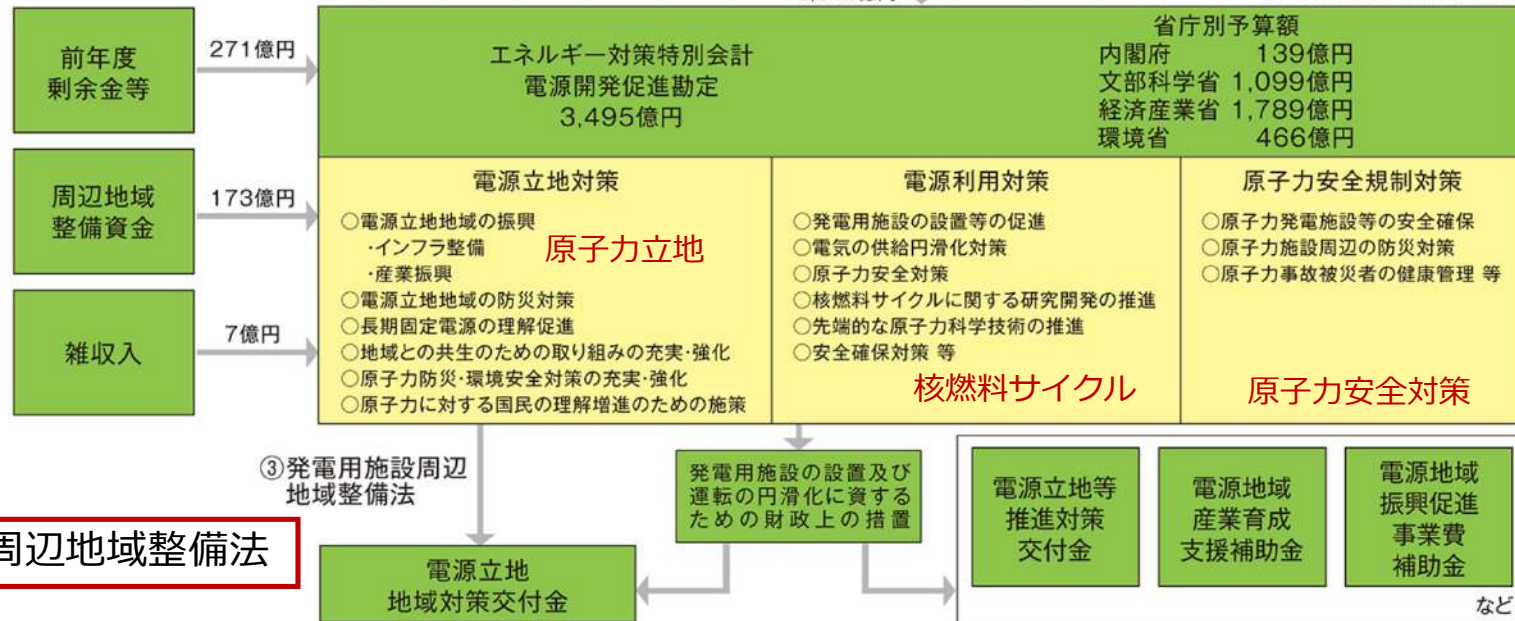 前年度
剰余金等
271億円
周辺地域
整備資金
173億円
雑収入
7億円
エネルギー対策特別会計
電源開発促進勘定
3,495億円
省庁別予算額
内閣府 139億円
文部科学省 1,099億円
経済産業省 1,789億円
環境省 466億円
電源立地対策
○電源立地地域の振興
・インフラ整備
・産業振興
原子力立地
○電源立地地域の防災対策
○長期固定電源の理解促進
○地域との共生のための取り組みの充実・強化
○原子力防災・環境安全対策の充実・強化
○原子力に対する国民の理解増進のための施策
電源利用対策
○発電用施設の設置等の促進
○電気の供給円滑化対策
○原子力安全対策
○核燃料サイクルに関する研究開発の推進
○先端的な原子力科学技術の推進
○安全確保対策 等
核燃料サイクル
原子力安全規制対策
○原子力発電施設等の安全確保
○原子力施設周辺の防災対策
○原子力事故被災者の健康管理 等
原子力安全対策
③発電用施設周辺
地域整備法
周辺地域整備法
電源立地
地域対策交付金
発電用施設の設置及び
運転の円滑化に資する
ための財政上の措置
電源立地等
推進対策
交付金
電源地域
産業育成
支援補助金
電源地域
振興促進
事業費
補助金
など